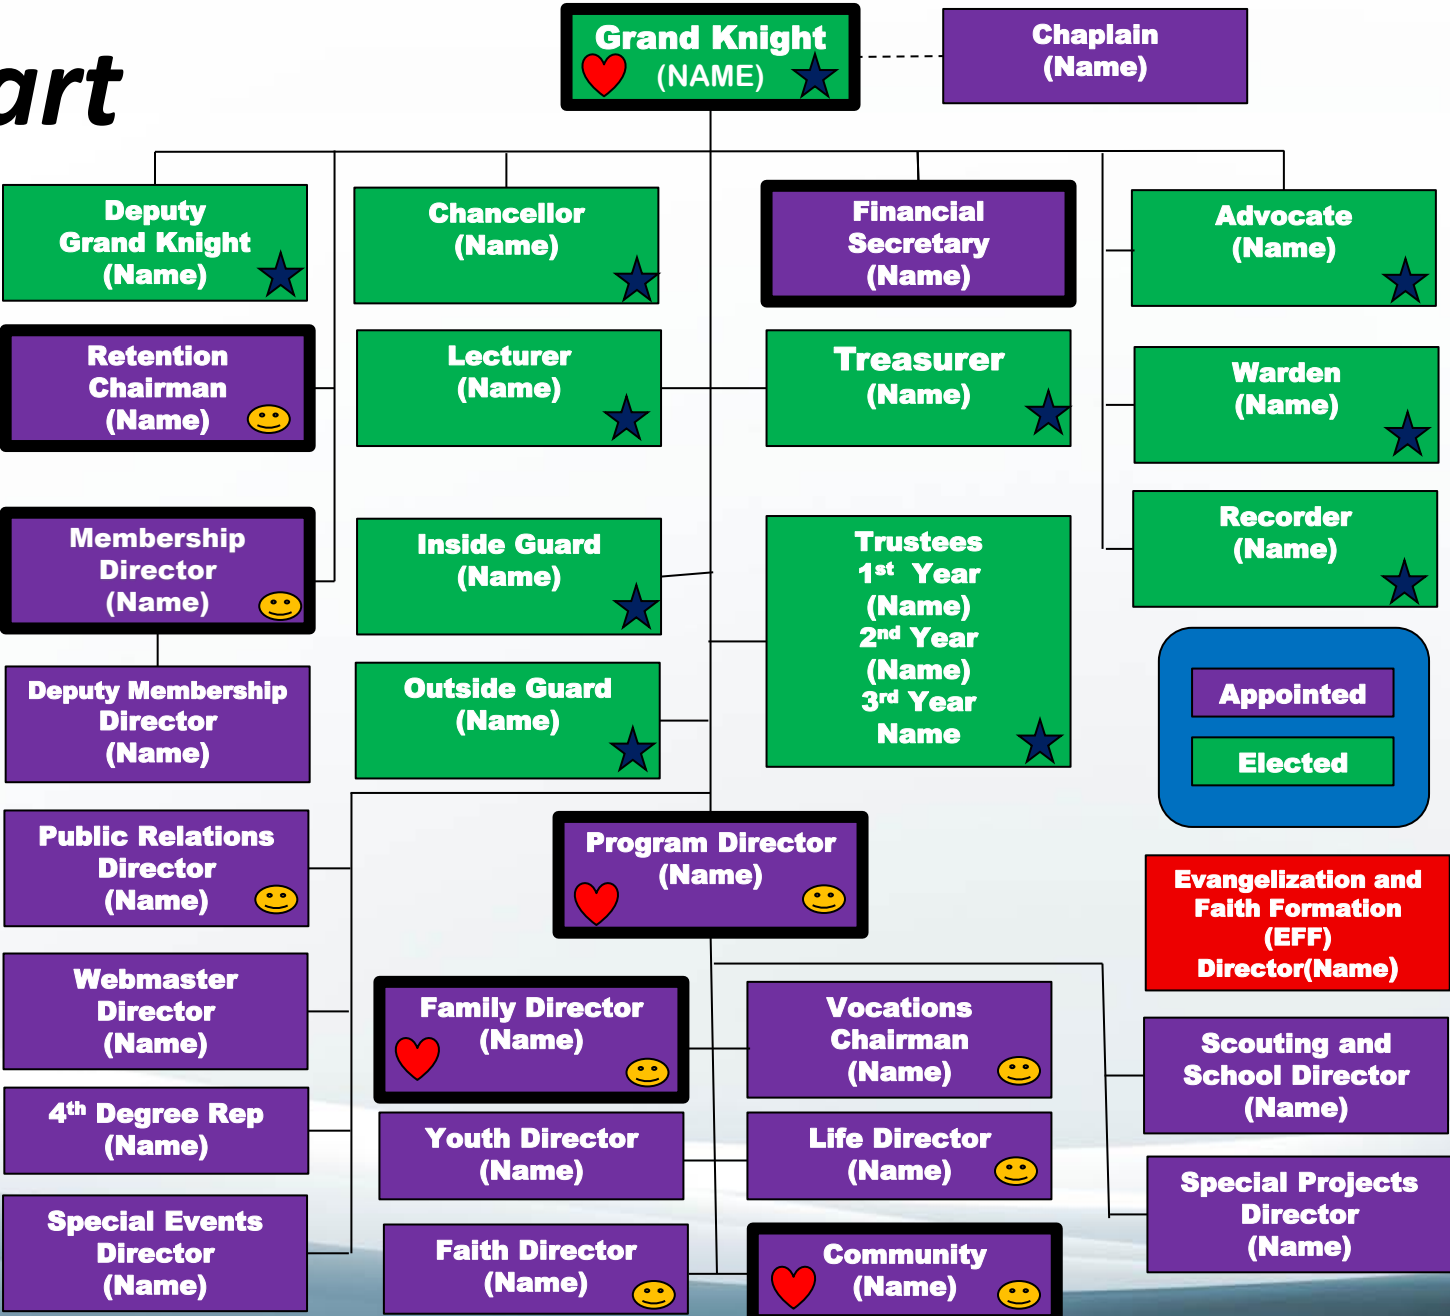 art
Grand Knight
(NAME)
Chaplain
(Name)
Deputy
Grand Knight
(Name)
Chancellor
(Name)
Financial
Secretary
(Name)
Advocate
(Name)
Retention
Chairman
(Name)
Lecturer
(Name)
Treasurer
(Name)
Warden
(Name)
Membership
Director
(Name)
Inside Guard
(Name)
Trustees
1st Year
(Name)
2nd Year
(Name)
3rd Year
Name
Recorder
(Name)
Deputy Membership
Director
(Name)
Outside Guard
(Name)
Appointed
Elected
Public Relations
Director
(Name)
Program Director
(Name)
Evangelization and
Faith Formation
(EFF)
Director(Name)
Webmaster
Director
(Name)
Family Director
(Name)
Vocations
Chairman
(Name)
Scouting and
School Director
(Name)
4th Degree Rep
(Name)
Youth Director
(Name)
Life Director
(Name)
Special Projects
Director
(Name)
Special Events
Director
(Name)
Faith Director
(Name)
Community
(Name)